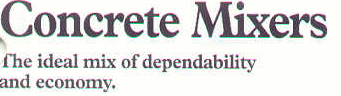 Concrete Mixers
The ideal mix of dependability
and economy.